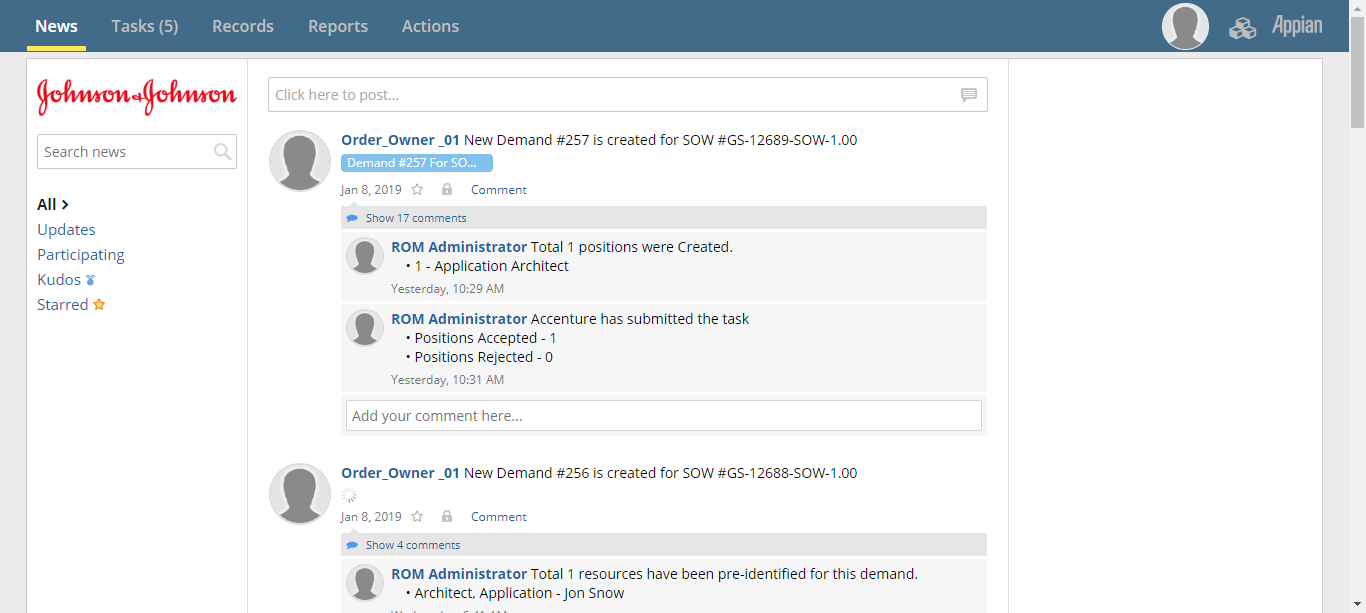 News Tasks (5) Records Reports Actions Appian
Johnson & Johnson
Search news
All
Updates
Participating
Kudos
Starred
Click here to post...
Order_Owner _01 New Demand #257 is created for SOW #GS-12689-SOW-1.00
Demand #257 For SO...
Jan 8, 2019 Comment
Show 17 comments
ROM Administrator Total 1 positions were Created.
• 1 - Application Architect
Yesterday, 10:29 AM
ROM Administrator Accenture has submitted the task
• Positions Accepted - 1
• Positions Rejected - 0
Yesterday, 10:31 AM
Add your comment here...
Order_Owner _01 New Demand #256 is created for SOW #GS-12688-SOW-1.00
Jan 8, 2019 Comment
Show 4 comments
ROM Administrator Total 1 resources have been pre-identified for this demand.
• Architect, Application - Jon Snow